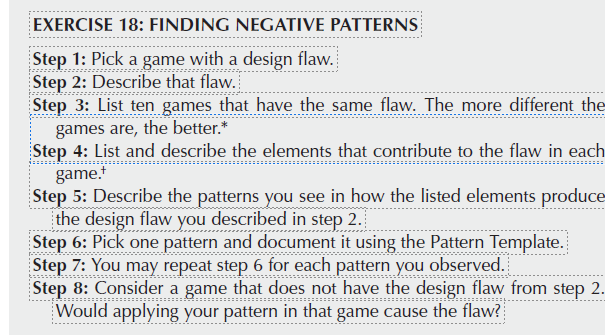 EXERCISE 18: FINDING NEGATIVE PATTERNS
Step 1: Pick a game with a design flaw.
Step 2: Describe that flaw.
Step 3: List ten games that have the same flaw. The more different the
games are, the better.*
Step 4: List and describe the elements that contribute to the flaw in each
game.†
Step 5: Describe the patterns you see in how the listed elements produce
the design flaw you described in step 2.
Step 6: Pick one pattern and document it using the Pattern Template.
Step 7: You may repeat step 6 for each pattern you observed.
Step 8: Consider a game that does not have the design flaw from step 2.
Would applying your pattern in that game cause the flaw?